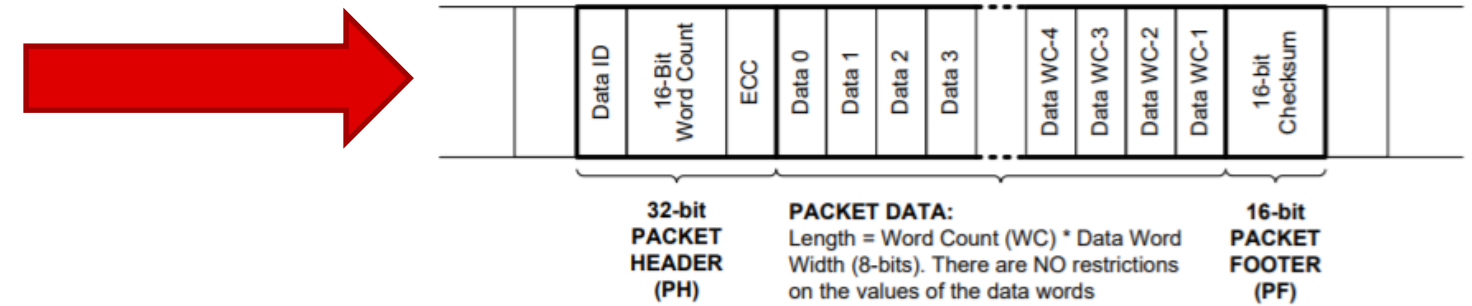 Data ID
16-Bit
Word Count
ECC
Data 0
Data 1
Data 2
Data 3
Data WC-4
Data WC-3
Data WC-2
Data WC-1
16-bit
Checksum
32-bit
PACKET
HEADER
(PH)
PACKET DATA:
Length = Word Count (WC) * Data Word
Width (8-bits). There are NO restrictions
on the values of the data words
16-bit
PACKET
FOOTER
(PF)